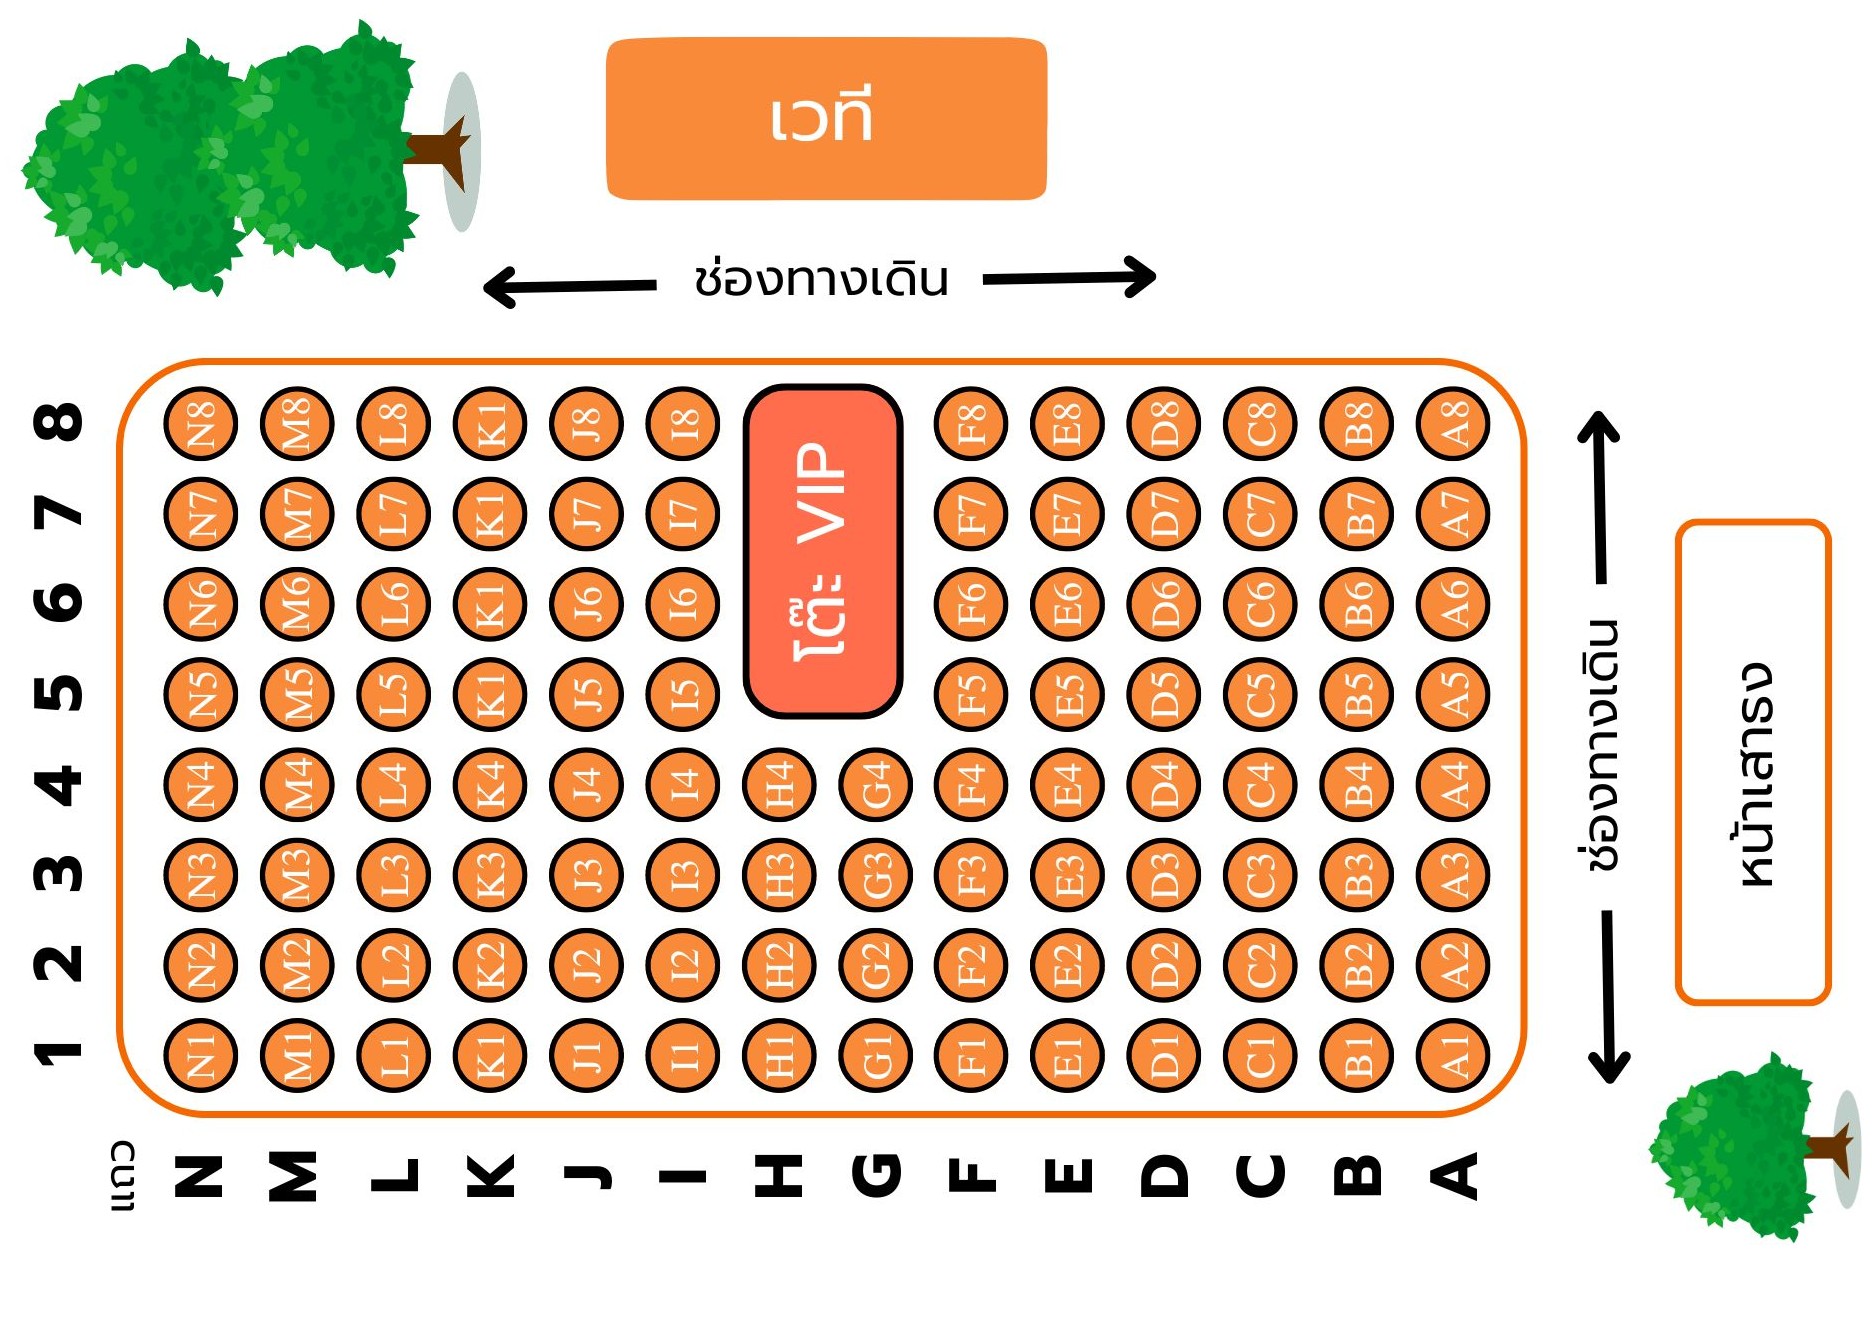 เวที
ช่องทางเดิน
8 N8 M8 L8 K1 J8 I8 F8 E8 D8 C8 B8 A8
7 N7 M7 L7 K1 J7 I7 F7 E7 D7 C7 B7 A7
6 N6 M6 L6 K1 J6 I6 F6 E6 D6 C6 B6 A6
5 N5 M5 L5 K1 J5 I5 F5 E5 D5 C5 B5 A5
โต๊ะ VIP
4 N4 M4 L4 K4 J4 I4 H4 G4 F4 E4 D4 C4 B4 A4
3 N3 M3 L3 K3 J3 I3 H3 G3 F3 E3 D3 C3 B3 A3
2 N2 M2 L2 K2 J2 I2 H2 G2 F2 E2 D2 C2 B2 A2
1 N1 M1 L1 K1 J1 I1 H1 G1 F1 E1 D1 C1 B1 A1
แถว N M L K J I H G F E D C B A
ช่องทางเดิน
หน้าเสารง